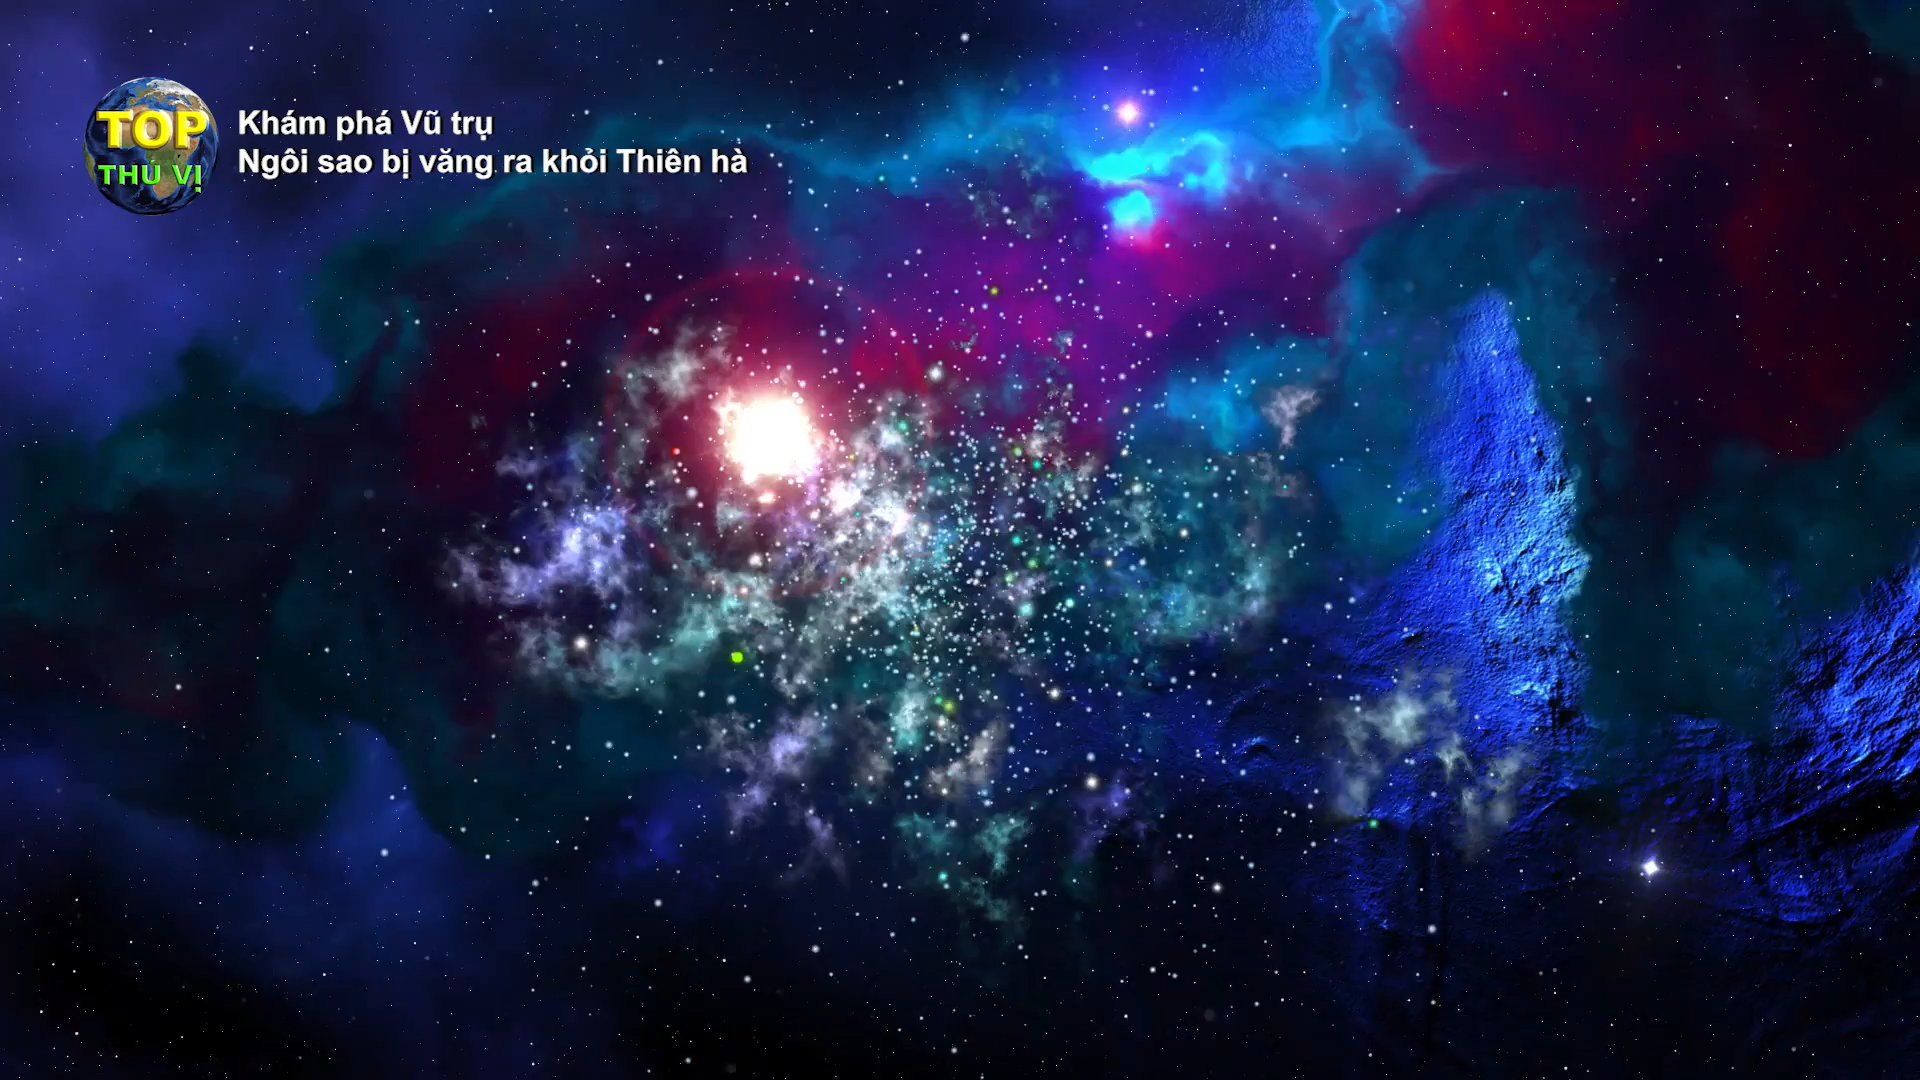 TOP
THÚ VỊ
Khám phá Vũ trụ
Ngôi sao bị văng ra khỏi Thiên hà